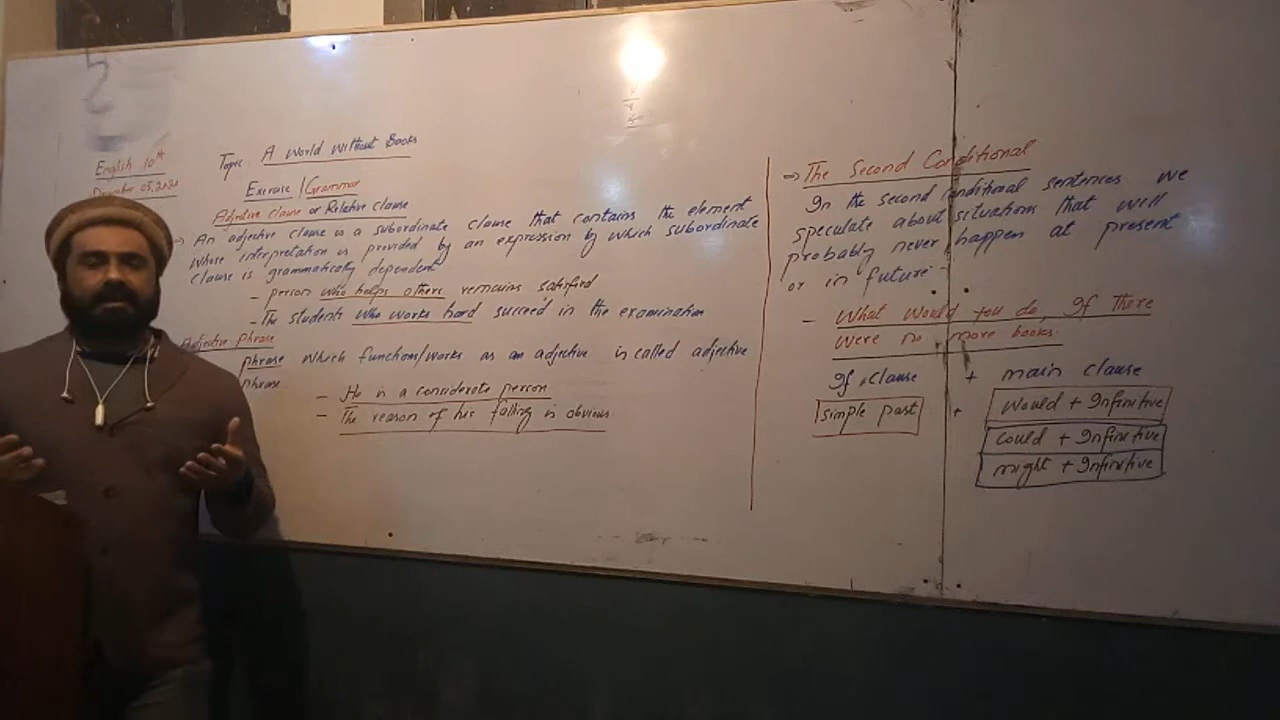 English 10th
December 05, 2020
Topic A World Without Books
Exercise / Grammar
Adjective clause or Relative Clause
→ An adjective clause is a subordinate clause that contains the element
whose interpretation is provided by an expression by which subordinate
clause is grammatically dependent
- person who helps others remains satisfied
- The students who works hard succeed in the examination
Adjective phrase
phrase which functions/works as an adjective is called adjective
phrase.
- He is a considerate person
- The reason of his falling is obvious
→ The Second Conditional
In the second conditional sentences we
speculate about situations that will
probably never happen at present
or in future
- What would you do, If There
were no more books.
If clause + main clause
simple past + would + Infinitive
could + Infinitive
might + Infinitive